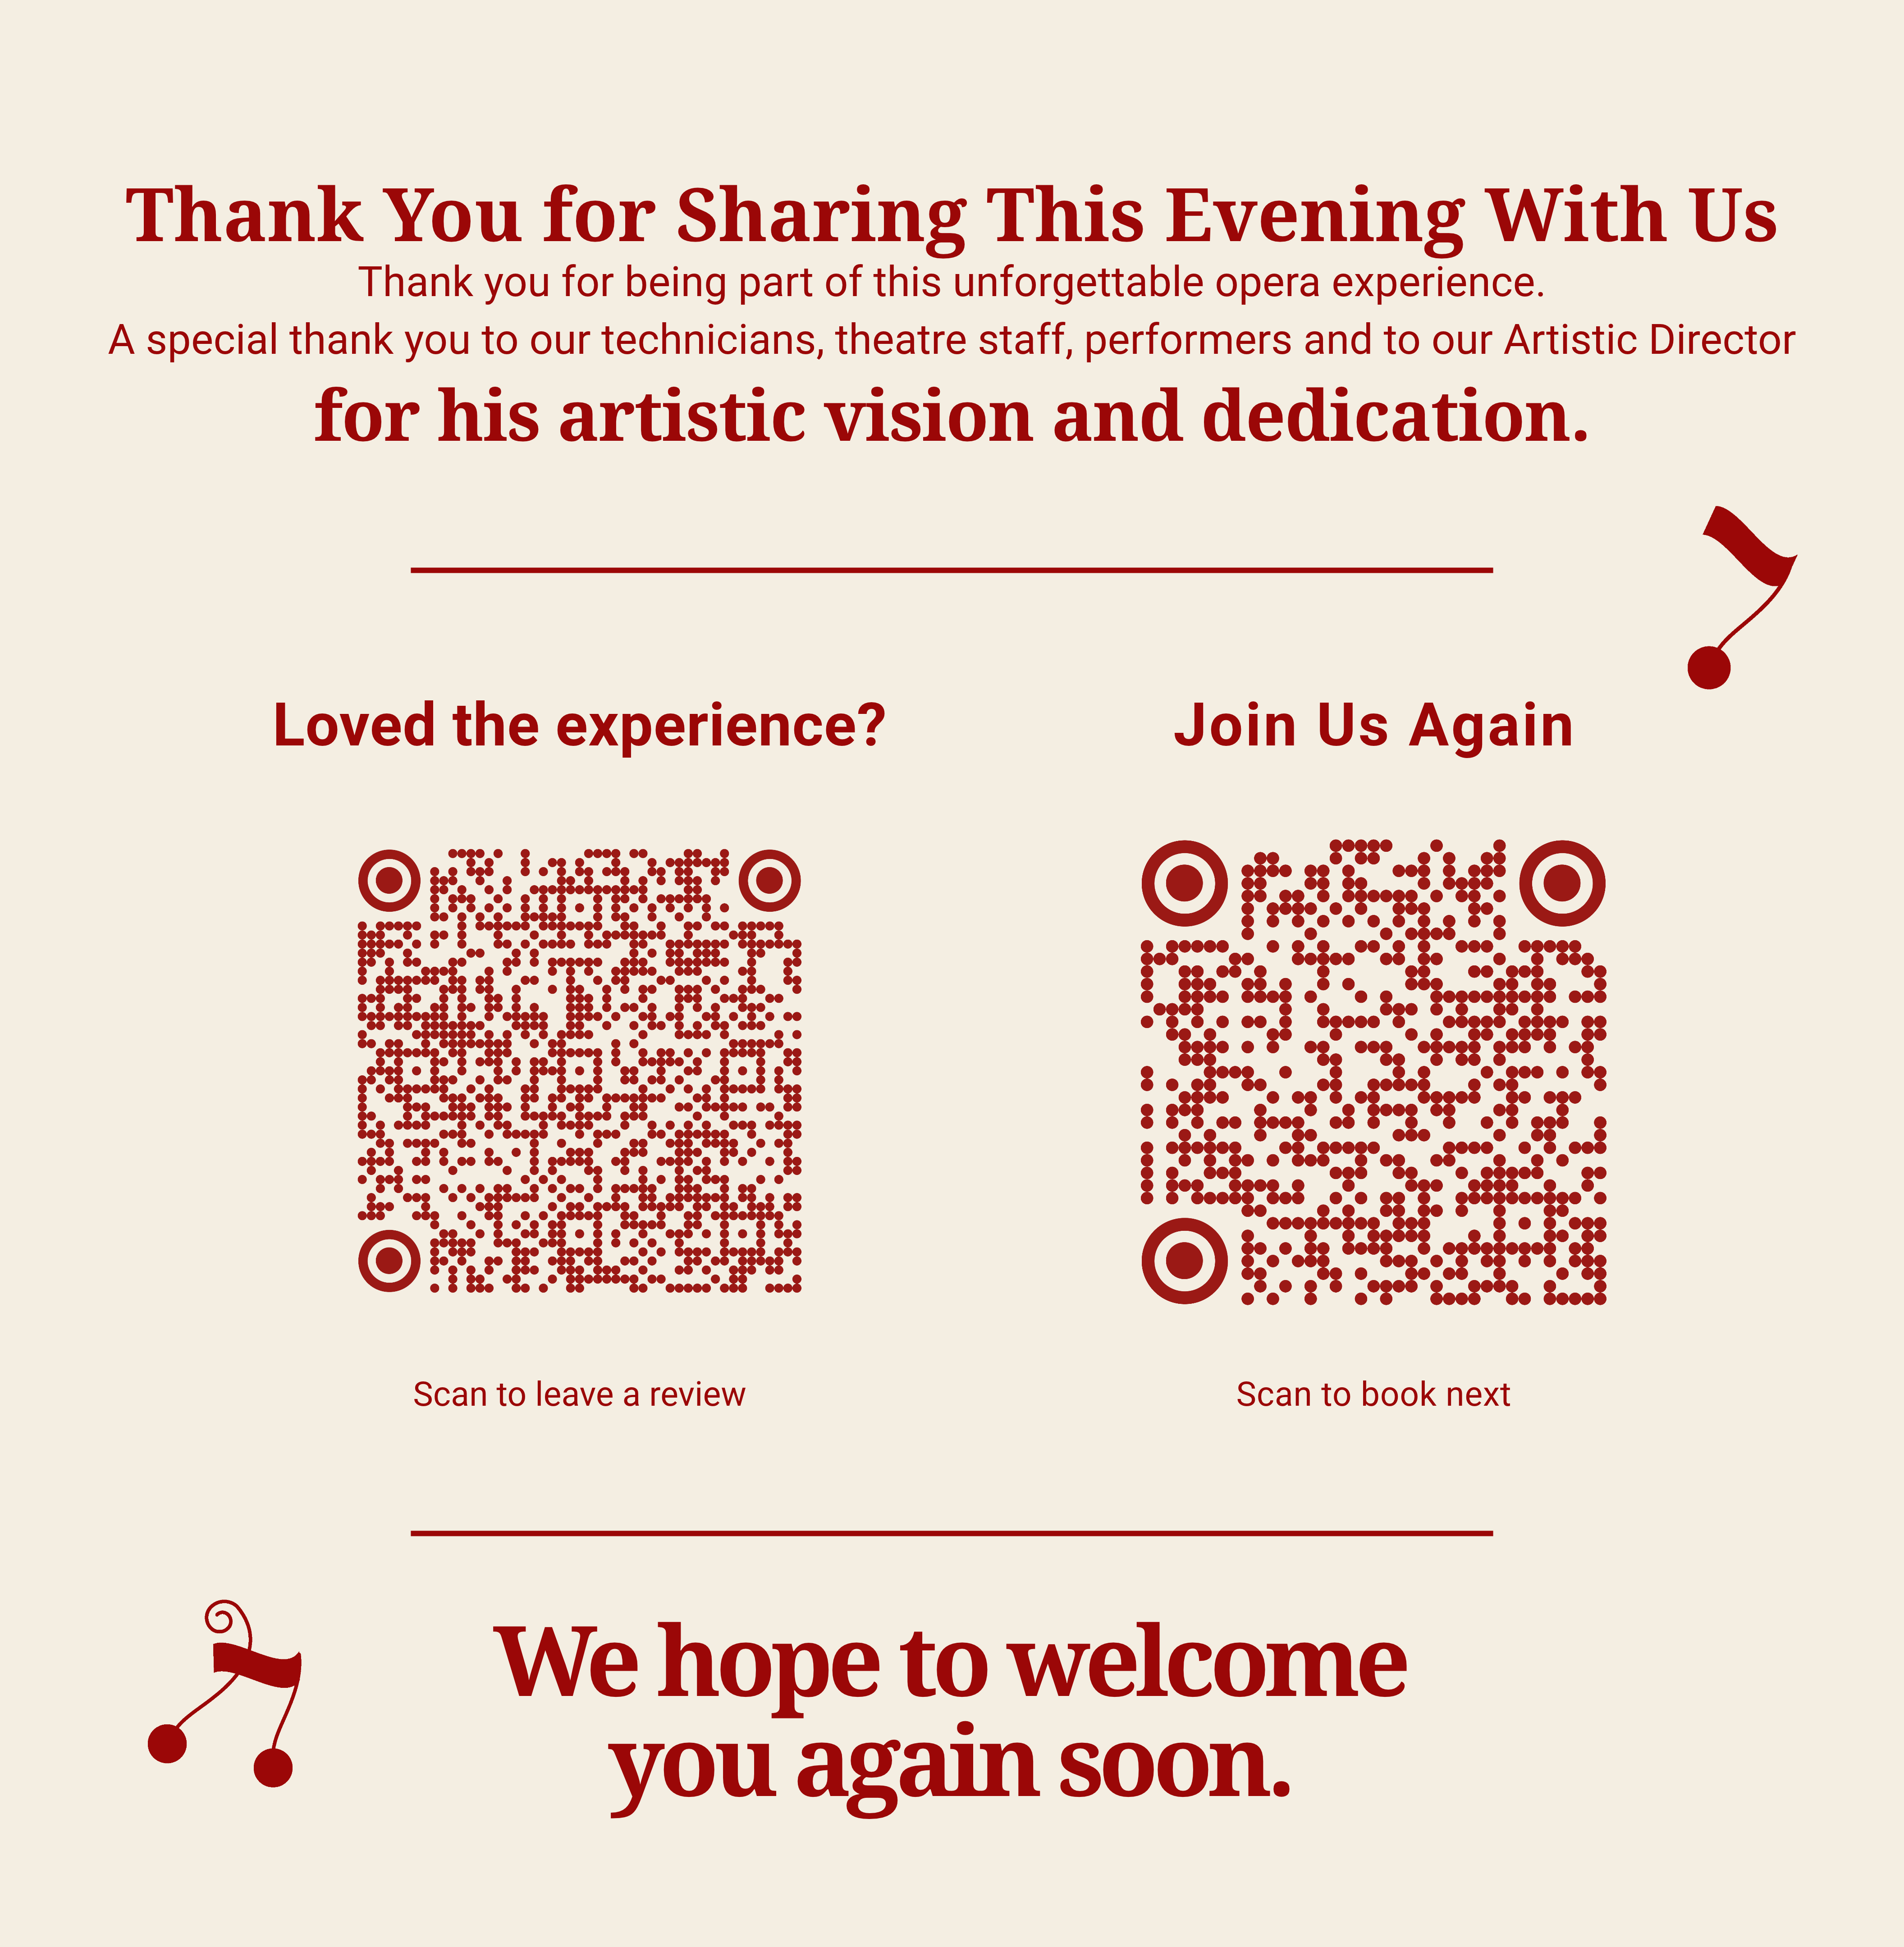 Thank You for Sharing This Evening With Us
Thank you for being part of this unforgettable opera experience.
A special thank you to our technicians, theatre staff, performers and to our Artistic Director
for his artistic vision and dedication.
Loved the experience?
Join Us Again
Scan to leave a review
Scan to book next
We hope to welcome
you again soon.